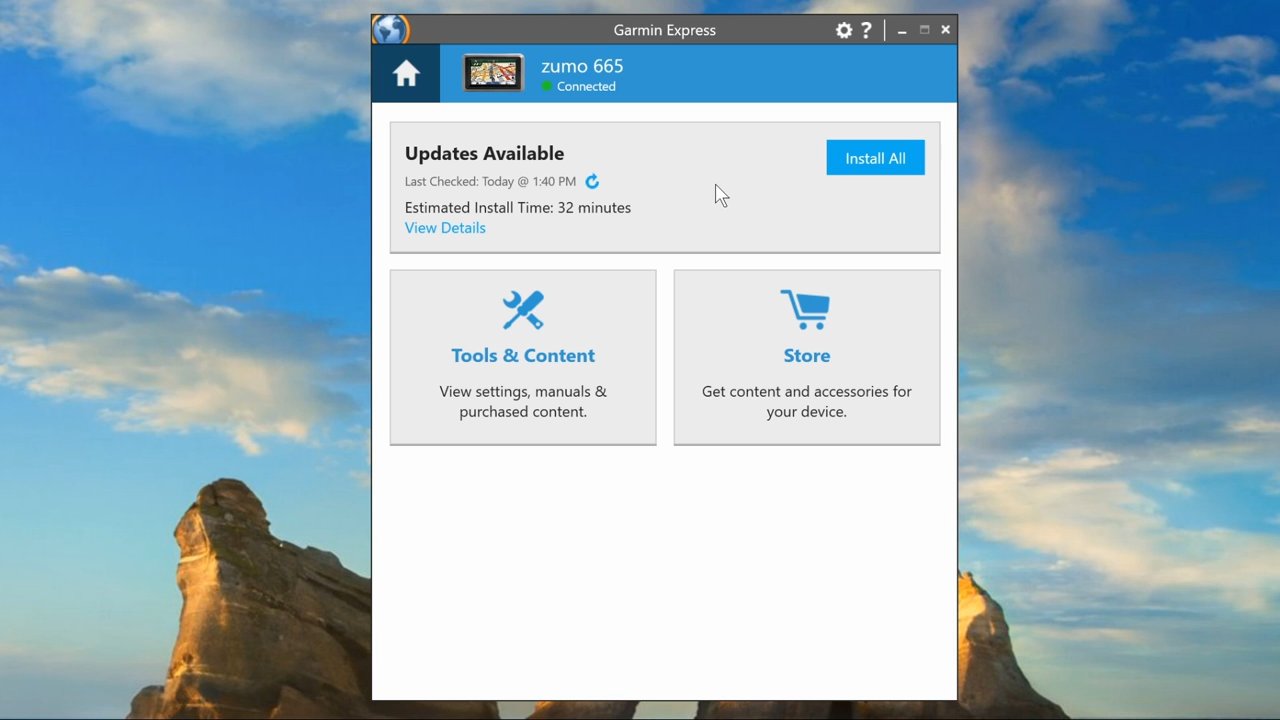 Garmin Express
?
zumo 665
Connected
Updates Available
Install All
Last Checked: Today @ 1:40 PM
Estimated Install Time: 32 minutes
View Details
Tools & Content
View settings, manuals &
purchased content.
Store
Get content and accessories for
your device.